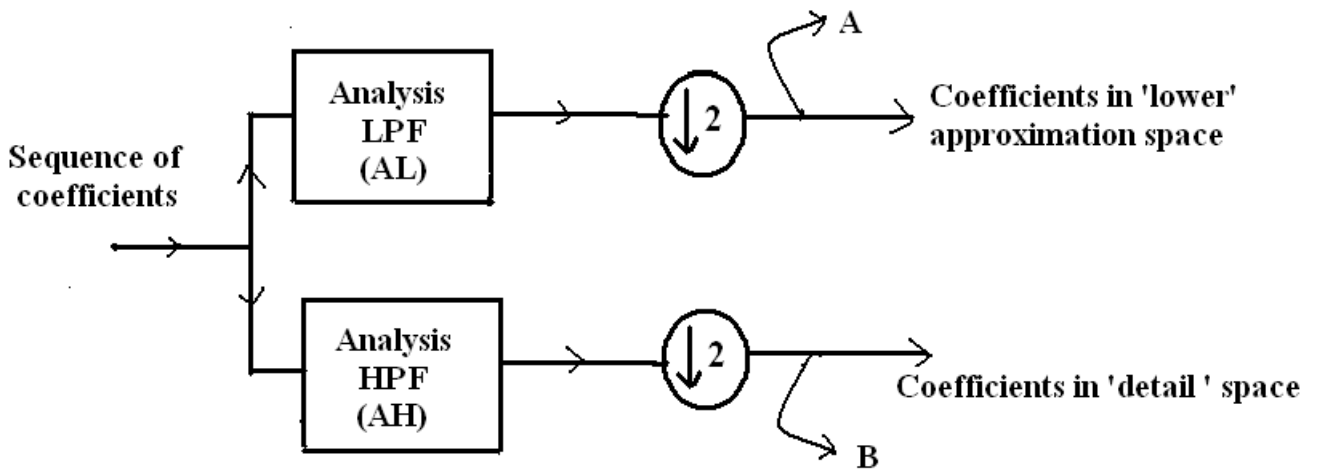 Sequence of
coefficients
Analysis
LPF
(AL)
2
A
Coefficients in 'lower'
approximation space
Analysis
HPF
(AH)
2
Coefficients in 'detail ' space
B